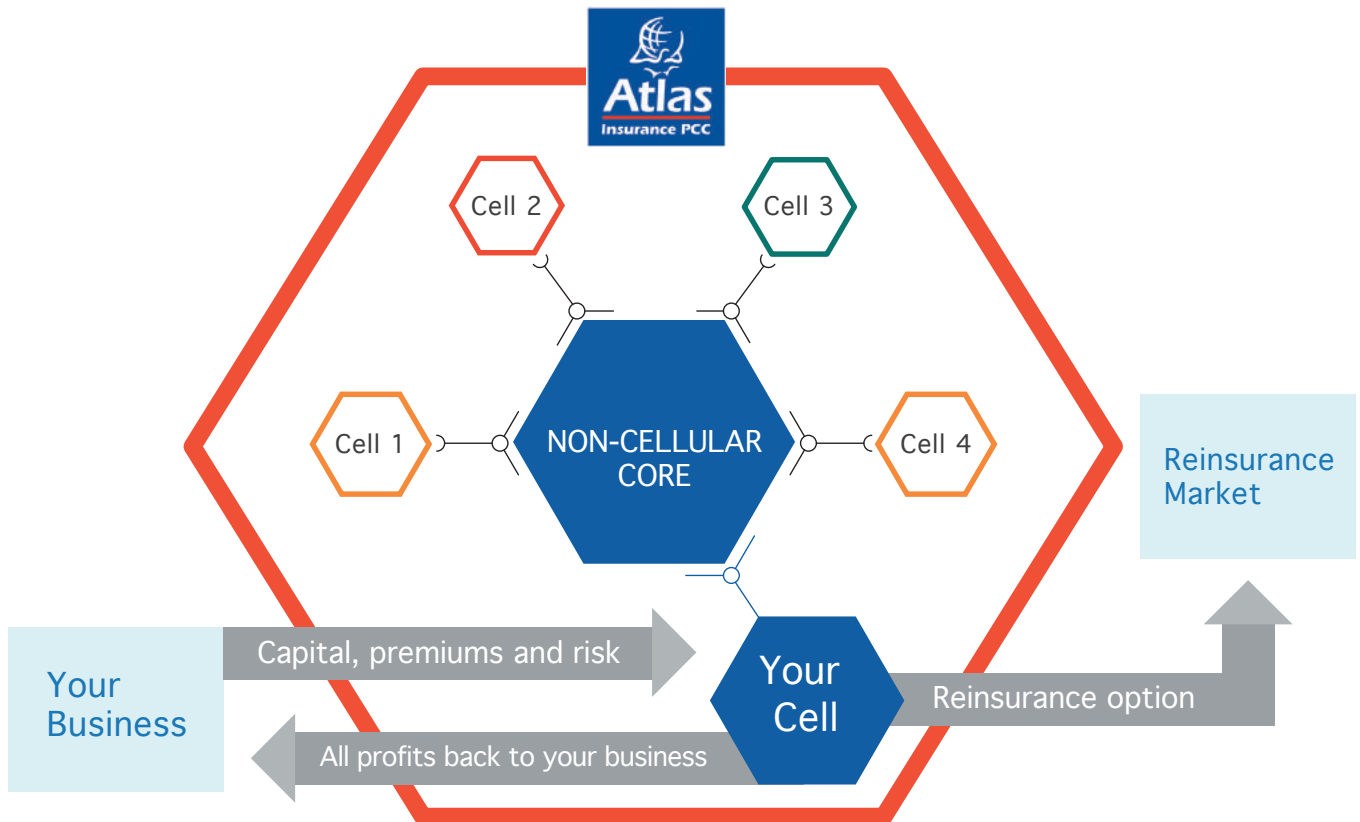 Atlas
Insurance PCC
Cell 2
Cell 3
Cell 1
NON-CELLULAR
CORE
Cell 4
Reinsurance
Market
Capital, premiums and risk
Your
Business
Your
Cell
Reinsurance option
All profits back to your business